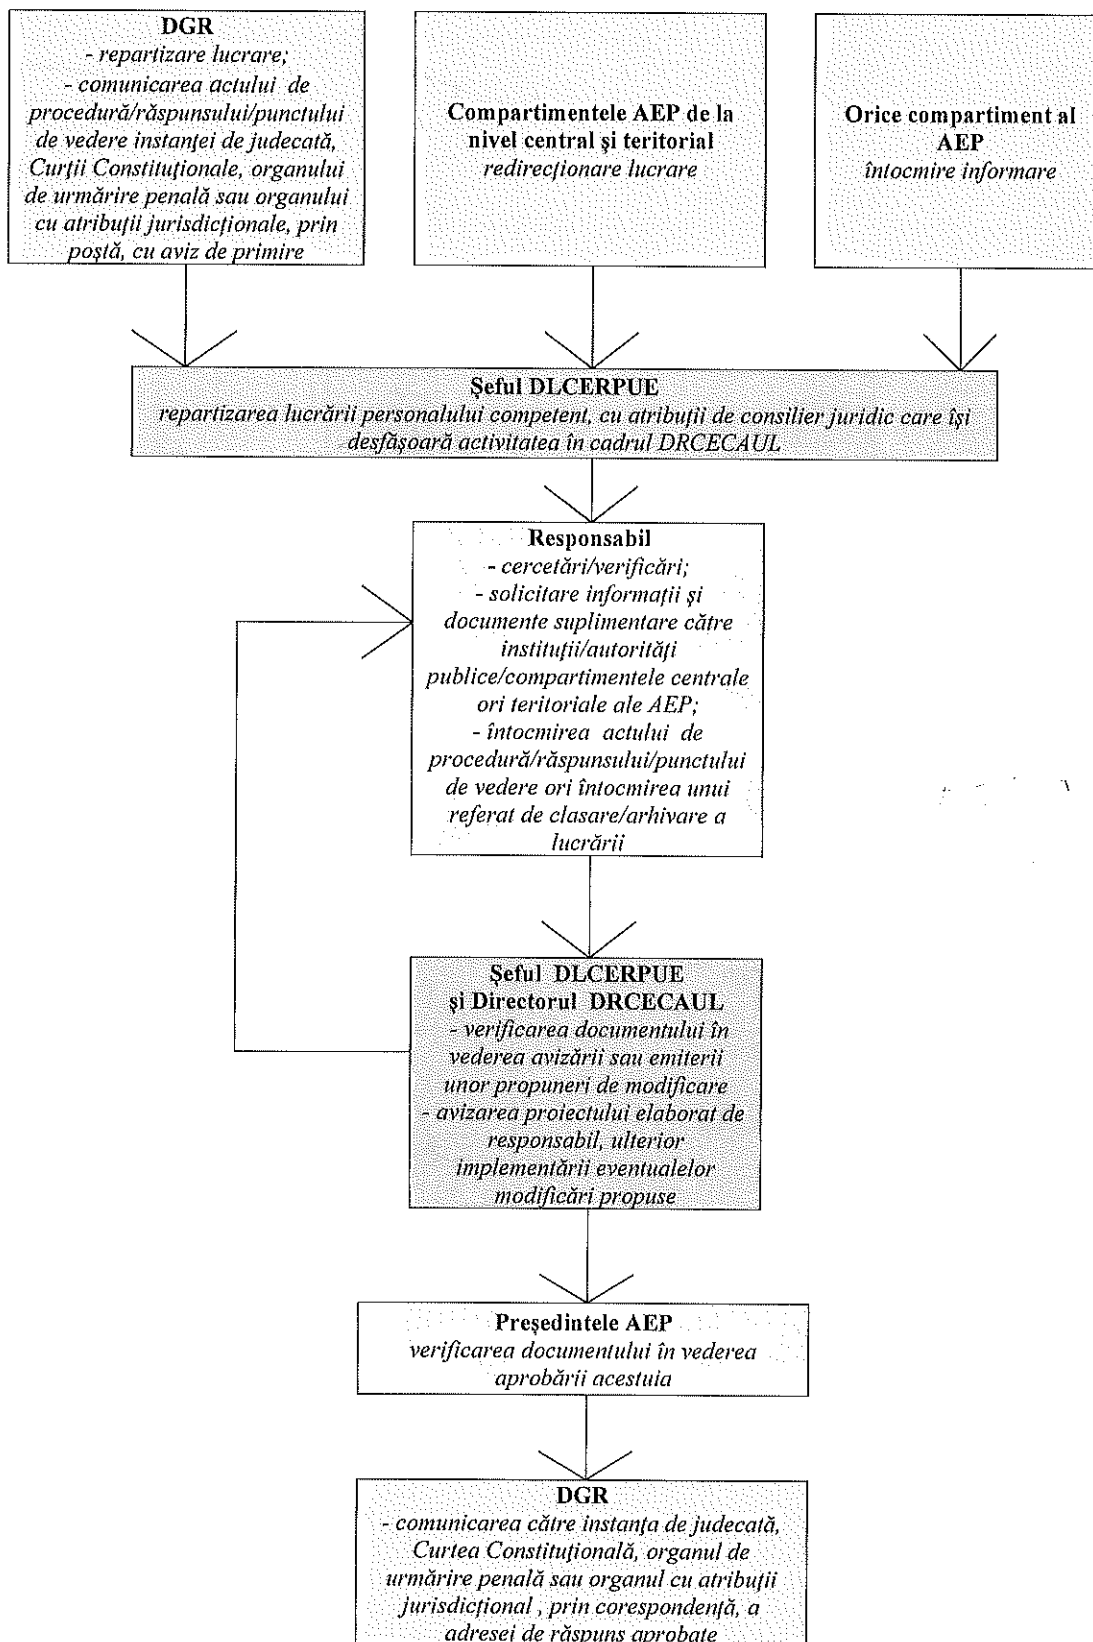 DGR
- repartizare lucrare;
- comunicarea actului de
procedură/răspunsului/punctului
de vedere instanței de judecată,
Curții Constituționale, organului
de urmărire penală sau organului
cu atribuții jurisdicționale, prin
poștă, cu aviz de primire
Compartimentele AEP de la
nivel central și teritorial
redirecționare lucrare
Orice compartiment al
AEP
întocmire informare
Șeful DLCERPUE
repartizarea lucrării personalului competent, cu atribuții de consilier juridic care își
desfășoară activitatea în cadrul DRCECAUL
Responsabil
- cercetări/verificări;
- solicitare informații și
documente suplimentare către
instituții/autorități
publice/compartimentele centrale
ori teritoriale ale AEP;
- întocmirea actului de
procedură/răspunsului/punctului
de vedere ori întocmirea unui
referat de clasare/arhivare a
lucrării
Șeful DLCERPUE
și Directorul DRCECAUL
- verificarea documentului în
vederea avizării sau emiterii
unor propuneri de modificare
- avizarea proiectului elaborat de
responsabil, ulterior
implementării eventualelor
modificări propuse
Președintele AEP
verificarea documentului în vederea
aprobării acestuia
DGR
- comunicarea către instanța de judecată,
Curtea Constituțională, organul de
urmărire penală sau organul cu atribuții
jurisdicțional , prin corespondență, a
adresei de răspuns aprobate